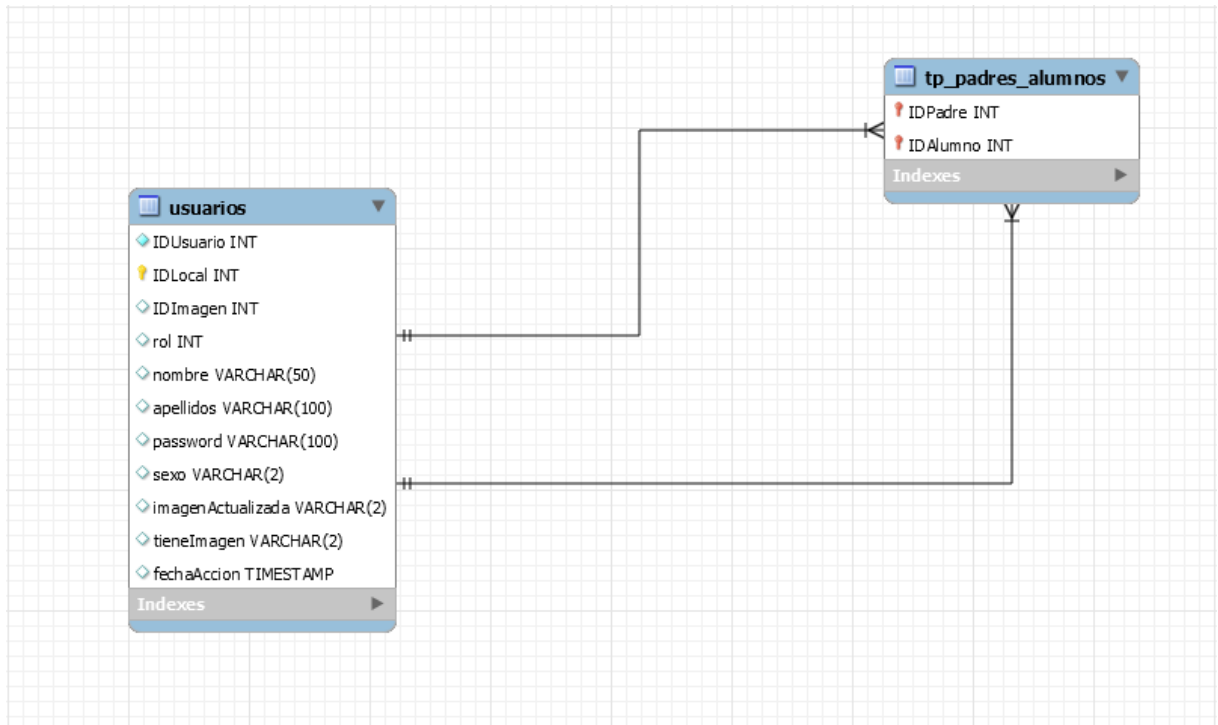 tp_padres_alumnos
IDPadre INT
IDAlumno INT
Indexes
usuarios
IDUsuario INT
IDLocal INT
IDImagen INT
rol INT
nombre VARCHAR(50)
apellidos VARCHAR(100)
password VARCHAR(100)
sexo VARCHAR(2)
imagenActualizada VARCHAR(2)
tieneImagen VARCHAR(2)
fechaAccion TIMESTAMP
Indexes